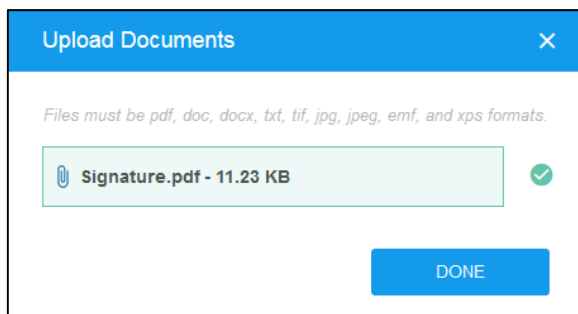 Upload Documents
Files must be pdf, doc, docx, txt, tif, jpg, jpeg, emf, and xps formats.
Signature.pdf - 11.23 KB
DONE